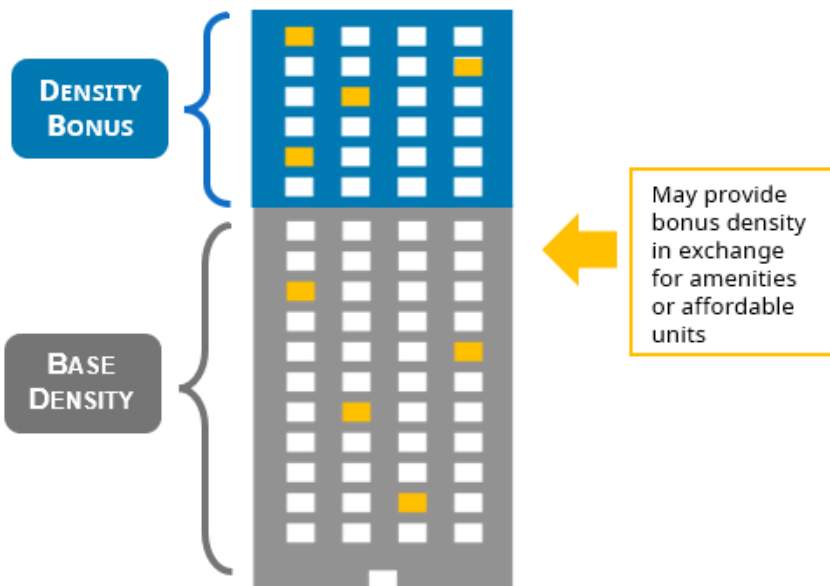 DENSITY
BONUS
May provide
bonus density
in exchange
for amenities
or affordable
units
BASE
DENSITY